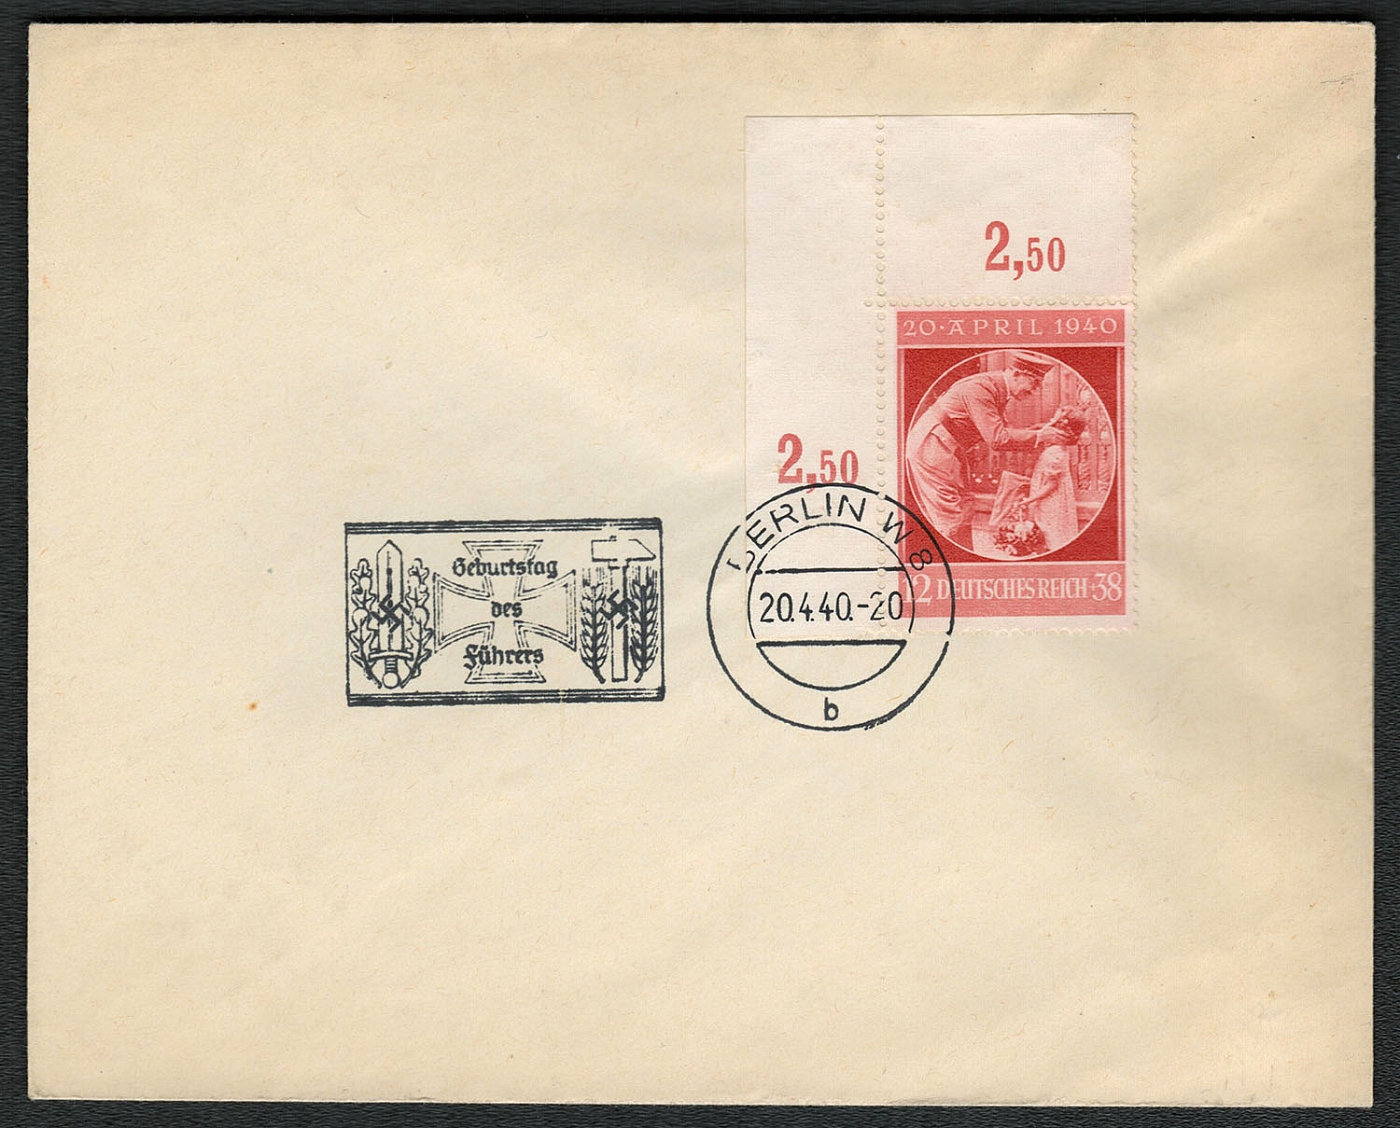 2,50
20·APRIL 1940
2,50
12 DEUTSCHES REICH+38
Geburtstag
des
Führers
BERLIN W 8
20.4.40.-20
b